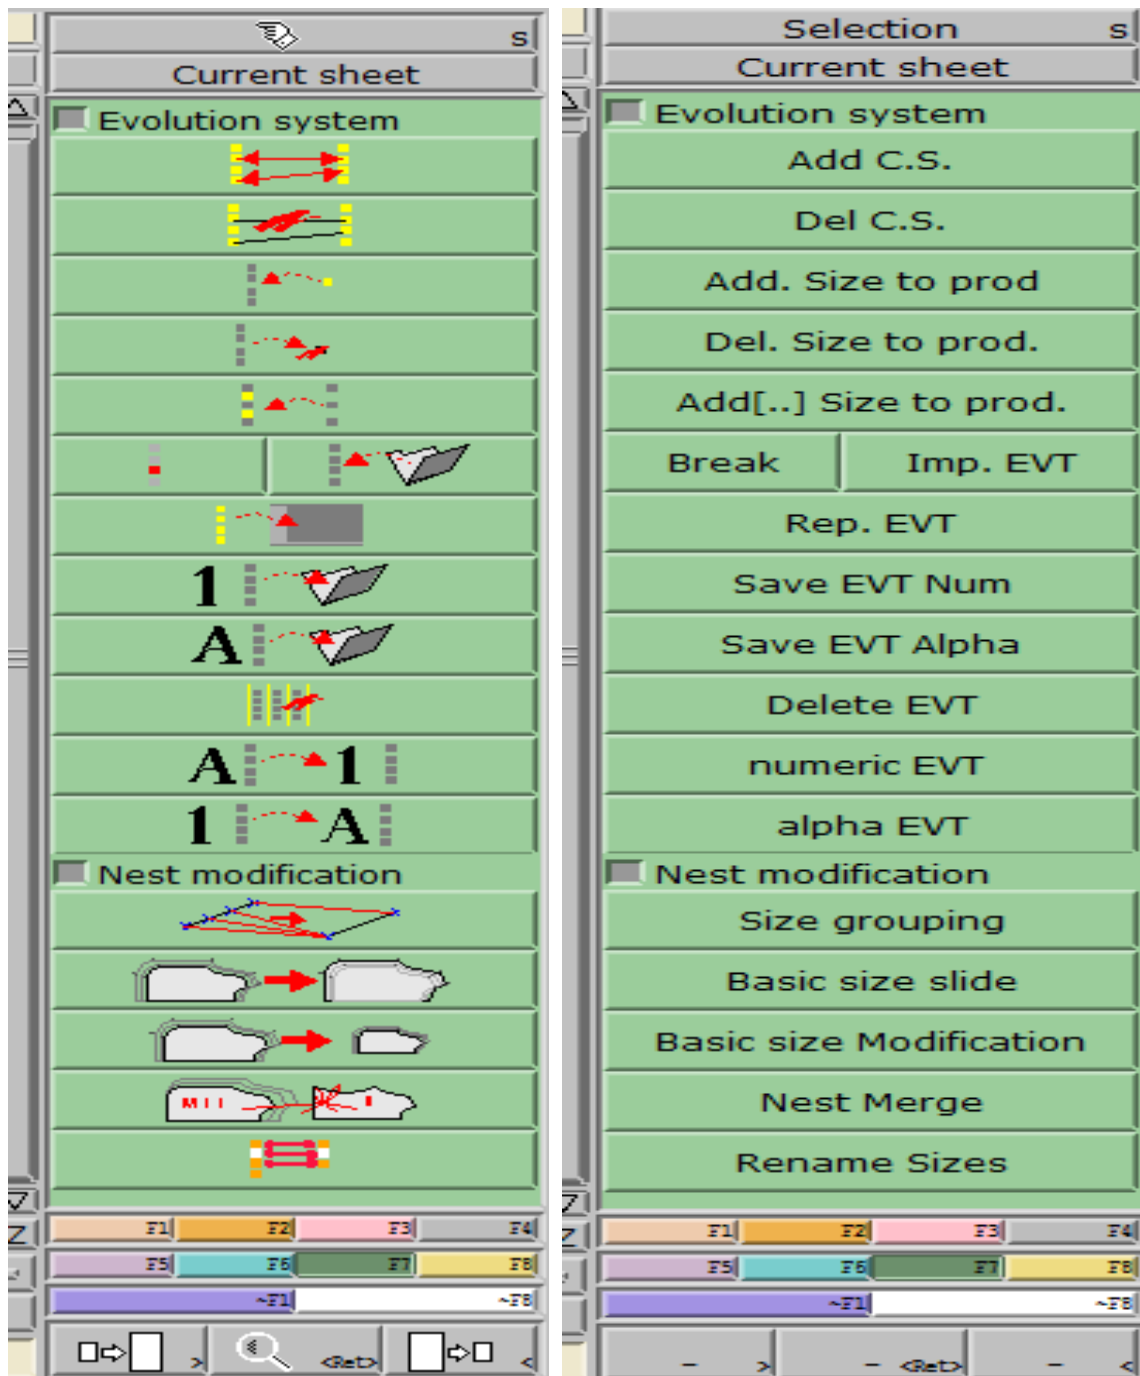 s
Current sheet
Evolution system
1
A
A 1
1 A
Nest modification
M I I I
F1 F2 F3 F4
F5 F6 F7 F8
~F1 ~F8
> <Ret> <
Z
Selection s
Current sheet
Evolution system
Add C.S.
Del C.S.
Add. Size to prod
Del. Size to prod.
Add[..] Size to prod.
Break Imp. EVT
Rep. EVT
Save EVT Num
Save EVT Alpha
Delete EVT
numeric EVT
alpha EVT
Nest modification
Size grouping
Basic size slide
Basic size Modification
Nest Merge
Rename Sizes
F1 F2 F3 F4
F5 F6 F7 F8
~F1 ~F8
– > – <Ret> – <
Z